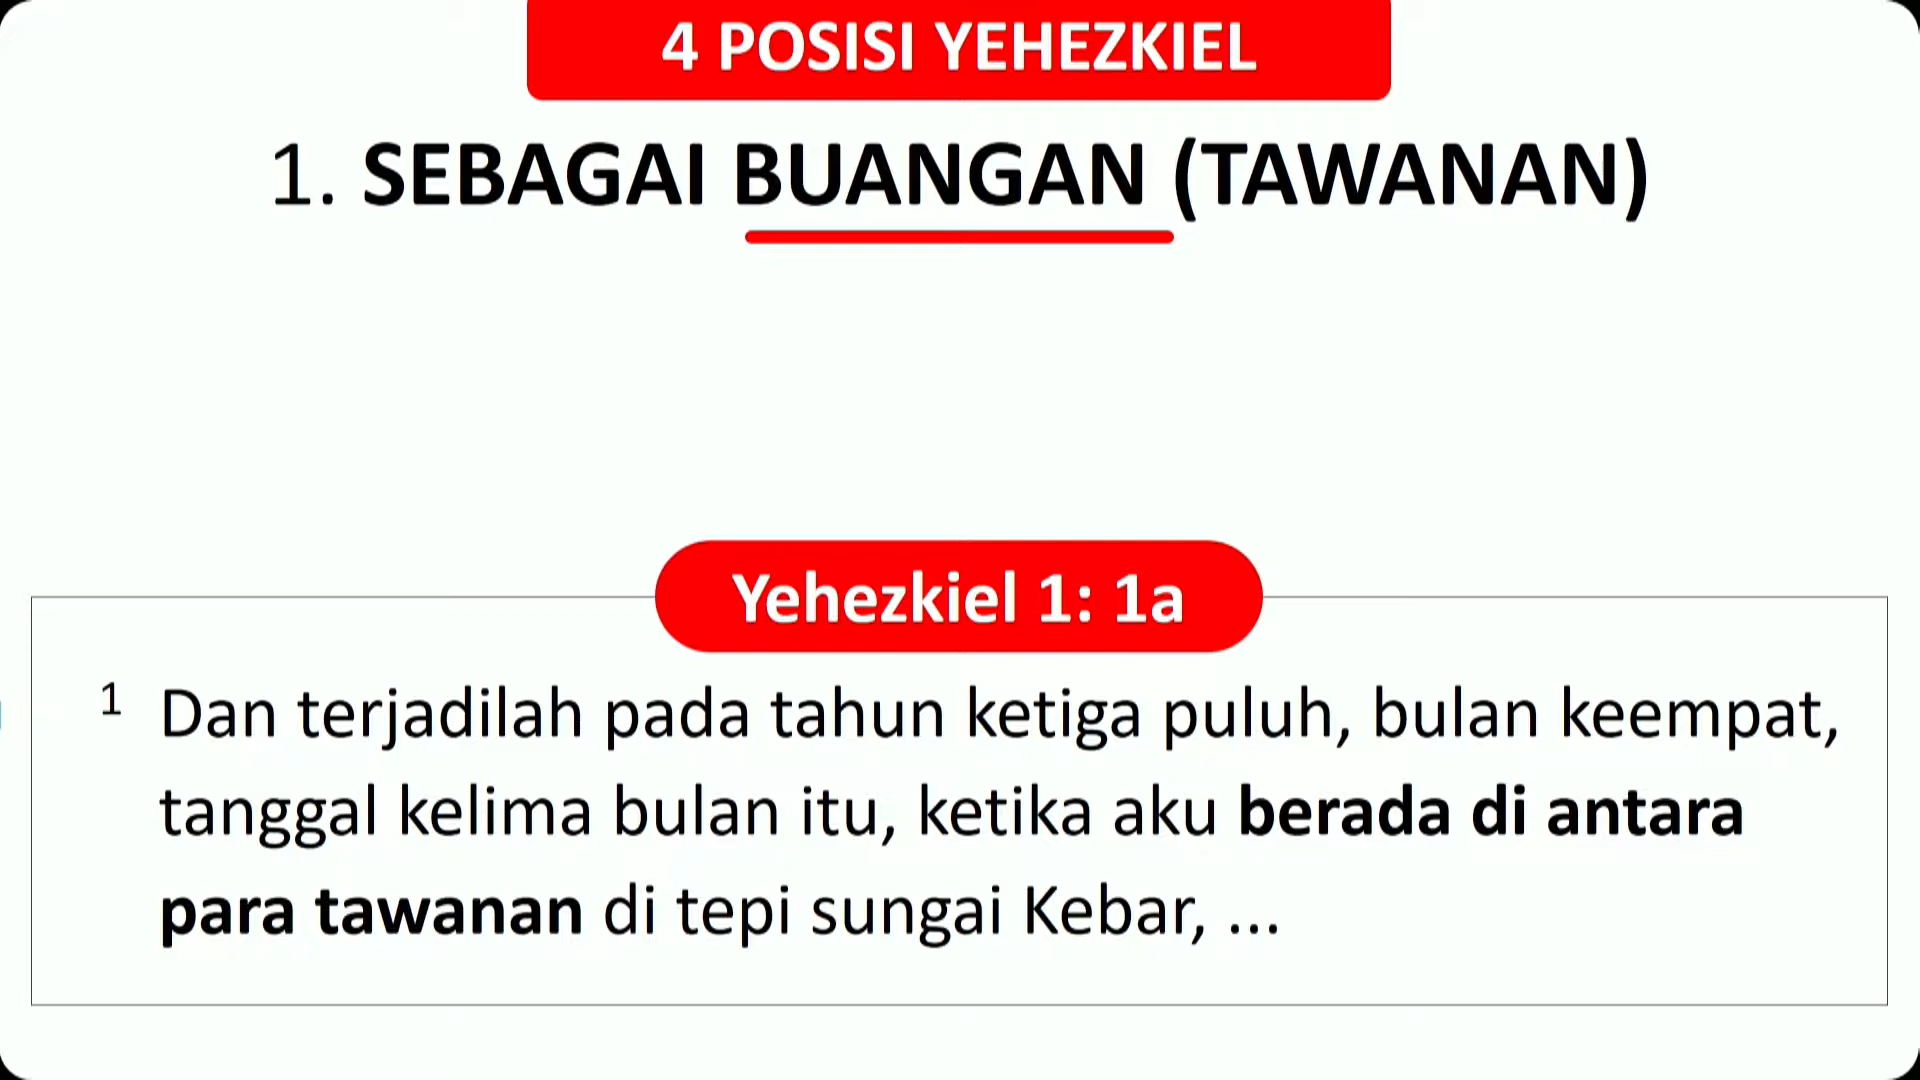 4 POSISI YEHEZKIEL
1. SEBAGAI BUANGAN (TAWANAN)
Yehezkiel 1: 1a
1 Dan terjadilah pada tahun ketiga puluh, bulan keempat,
tanggal kelima bulan itu, ketika aku berada di antara
para tawanan di tepi sungai Kebar, ...